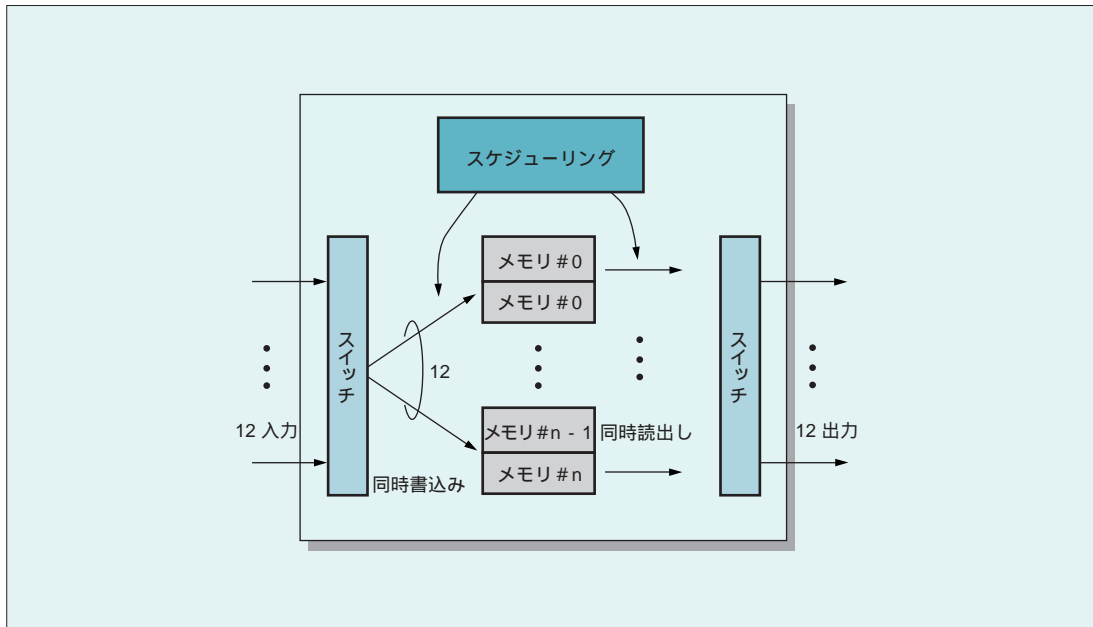 スケジューリング
メモリ#0
メモリ#0
スイッチ
12
スイッチ
12 入力
メモリ#n - 1
同時読出し
12 出力
メモリ#n
同時書込み